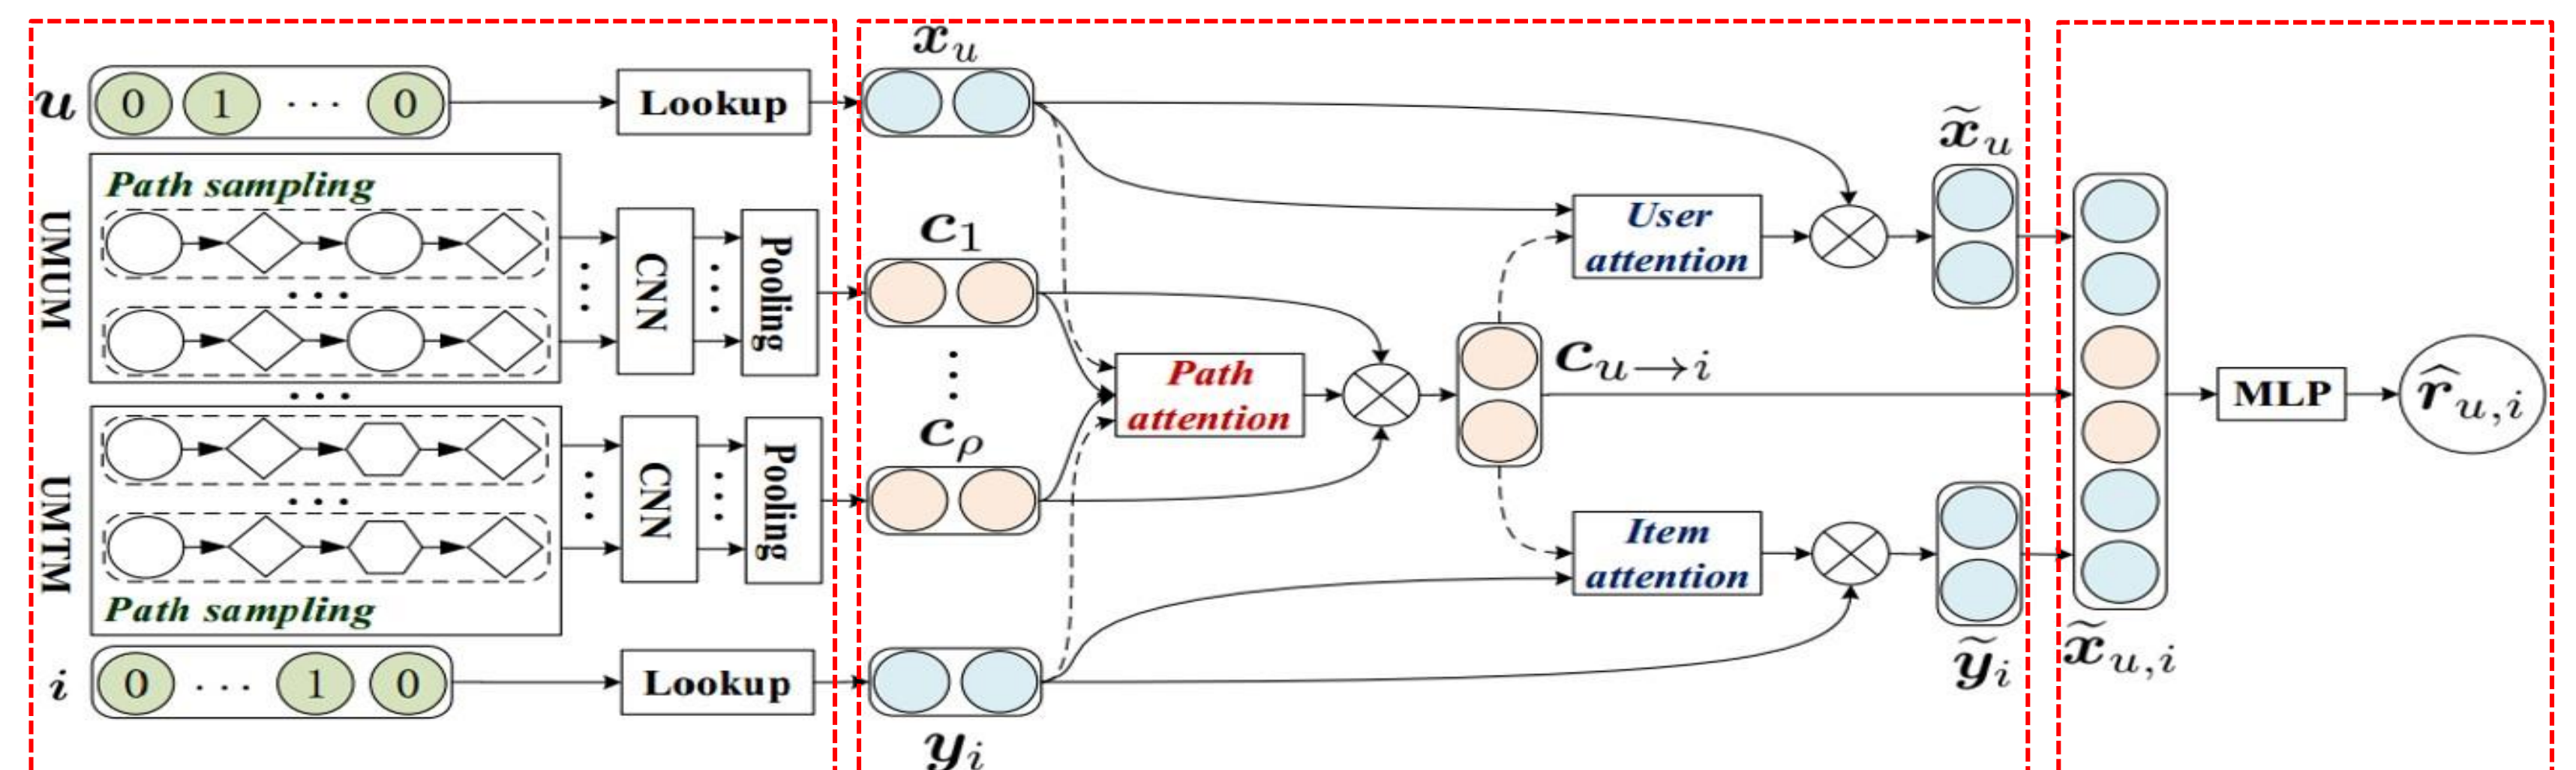 x_u
u 0 1 ... 0 Lookup
x̃_u
Path sampling
User attention
UMUM
c_1
CNN Pooling
...
Path attention
c_{u→i}
MLP
r̂_{u,i}
c_ρ
UMTM
CNN Pooling
...
Item attention
Path sampling
i 0 ... 1 0 Lookup
y_i
ỹ_i
x̃_{u,i}